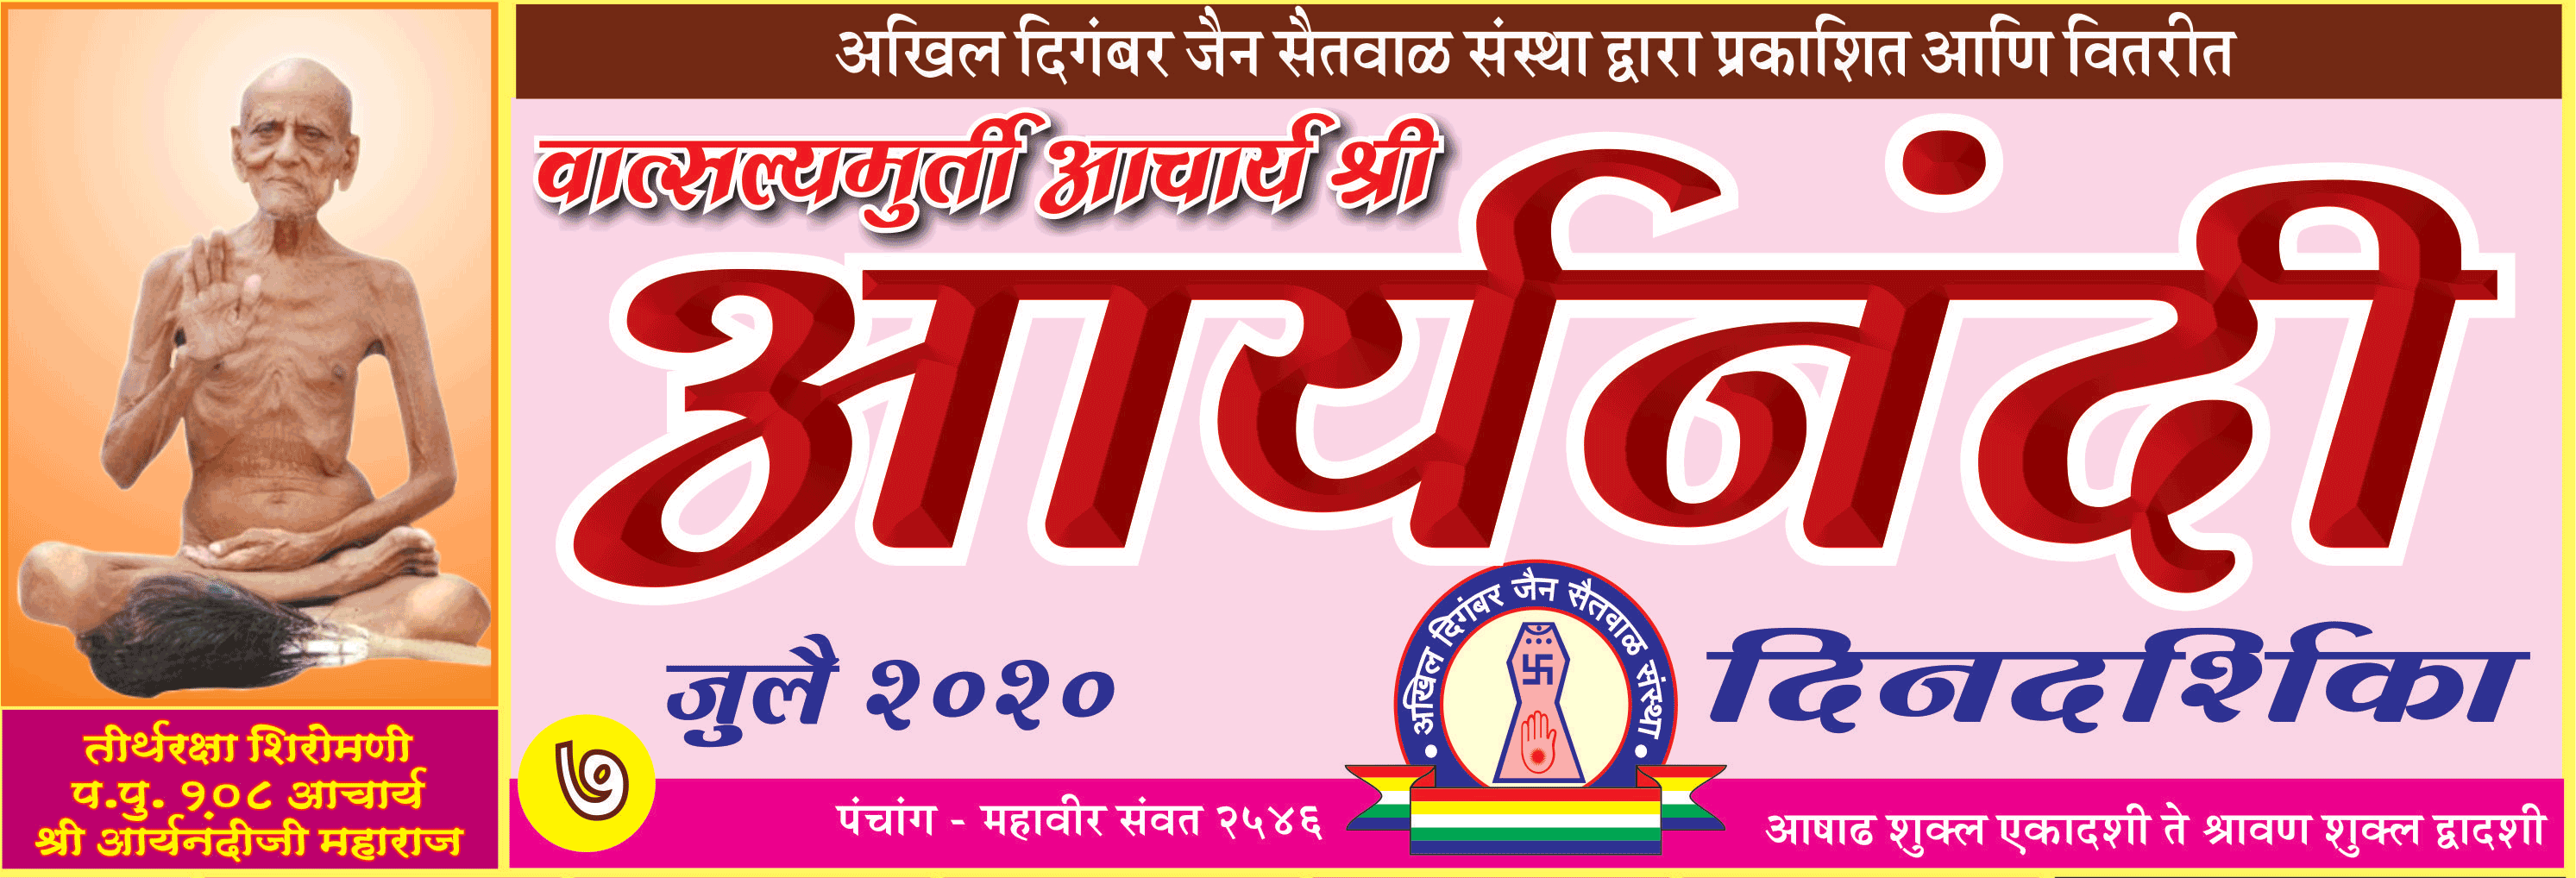 अखिल दिगंबर जैन सैतवाळ संस्था द्वारा प्रकाशित आणि वितरीत
वात्सल्यमुर्ती आचार्य श्री
आर्यनंदी
जुलै २०२०
अखिल दिगंबर जैन सैतवाळ संस्था
दिनदर्शिका
७
पंचांग - महावीर संवत २५४६
आषाढ शुक्ल एकादशी ते श्रावण शुक्ल द्वादशी
तीर्थरक्षा शिरोमणी
प.पु. १०८ आचार्य
श्री आर्यनंदीजी महाराज